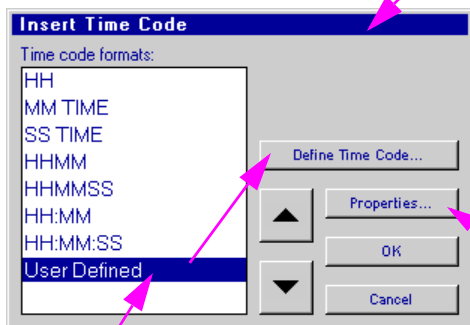 Insert Time Code
Time code formats:
HH
MM TIME
SS TIME
HHMM
HHMMSS
HH:MM
HH:MM:SS
User Defined
Define Time Code...
Properties...
OK
Cancel